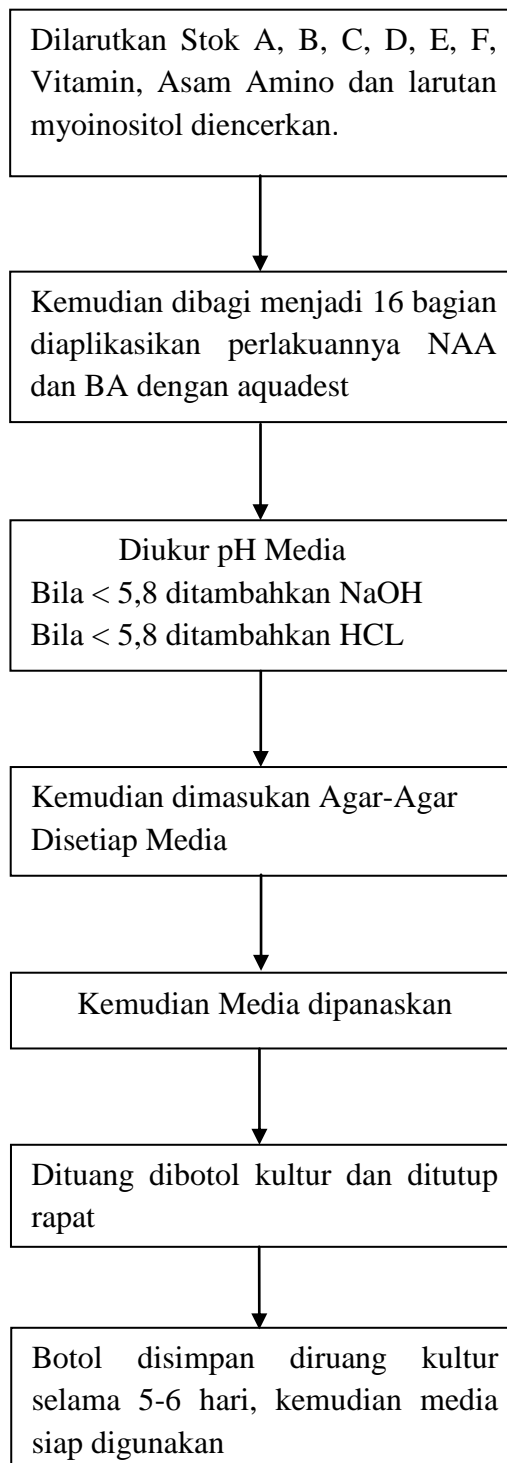 Dilarutkan Stok A, B, C, D, E, F,
Vitamin, Asam Amino dan larutan
myoinositol diencerkan.
Kemudian dibagi menjadi 16 bagian
diaplikasikan perlakuannya NAA
dan BA dengan aquadest
Diukur pH Media
Bila < 5,8 ditambahkan NaOH
Bila < 5,8 ditambahkan HCL
Kemudian dimasukan Agar-Agar
Disetiap Media
Kemudian Media dipanaskan
Dituang dibotol kultur dan ditutup
rapat
Botol disimpan diruang kultur
selama 5-6 hari, kemudian media
siap digunakan